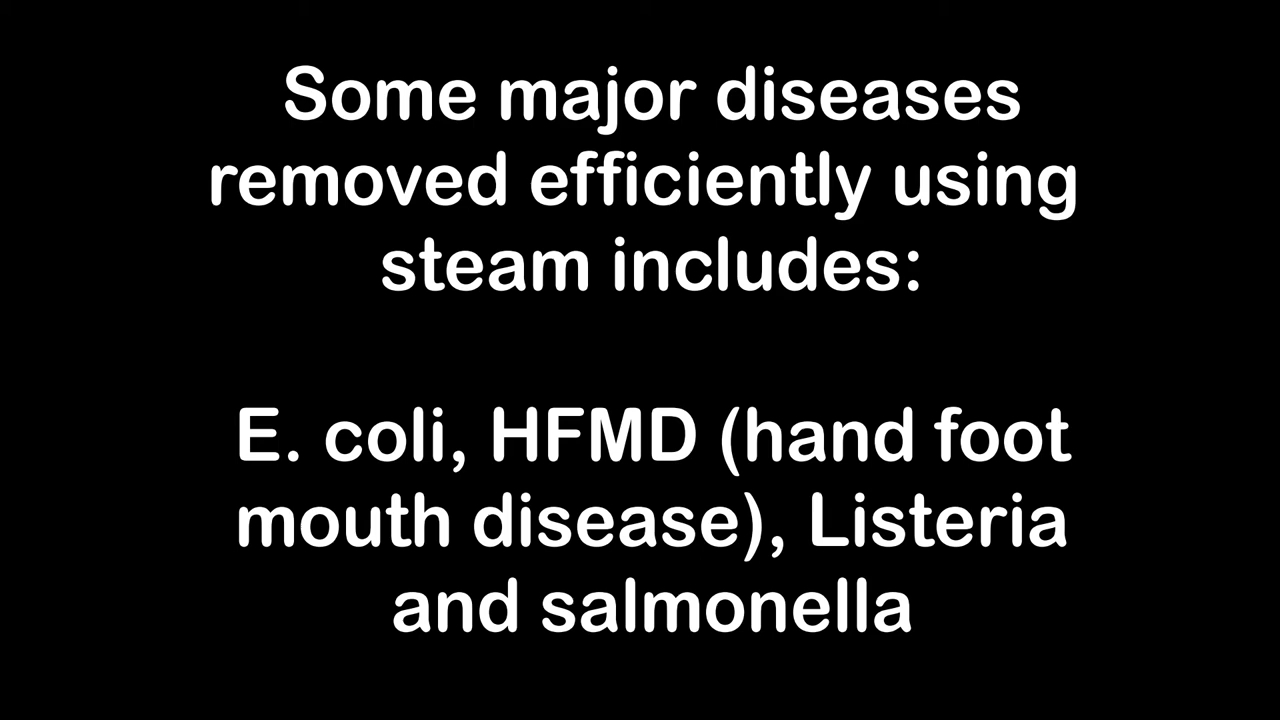 Some major diseases
removed efficiently using
steam includes:
E. coli, HFMD (hand foot
mouth disease), Listeria
and salmonella